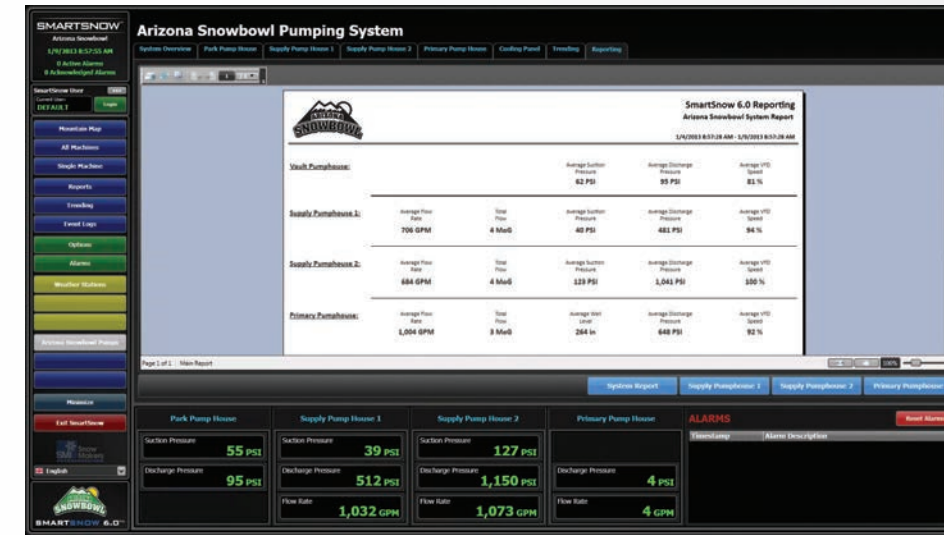 SMARTSNOW
Arizona Snowbowl
1/9/2013 8:57:55 AM
0 Active Alarms
0 Acknowledged Alarms
Arizona Snowbowl Pumping System
System Overview
Park Pump House
Supply Pump House 1
Supply Pump House 2
Primary Pump House
Cooling Panel
Trending
Reporting
SmartSnow User
Current User:
DEFAULT
Login
Mountain Map
All Machines
Single Machine
Reports
Trending
Event Logs
Options
Alarms
Weather Stations
Arizona Snowbowl Pumps
Minimize
Exit SmartSnow
SMI Snow Makers
English
ARIZONA
SNOWBOWL
SMARTSNOW 6.0
ARIZONA
SNOWBOWL
SmartSnow 6.0 Reporting
Arizona Snowbowl System Report
1/4/2013 8:57:28 AM - 1/9/2013 8:57:28 AM
Vault Pumphouse:
Average Suction Pressure
Average Discharge Pressure
Average VFD Speed
62 PSI
95 PSI
81 %
Supply Pumphouse 1:
Average Flow Rate
Total Flow
Average Suction Pressure
Average Discharge Pressure
Average VFD Speed
706 GPM
4 MoG
40 PSI
481 PSI
94 %
Supply Pumphouse 2:
Average Flow Rate
Total Flow
Average Suction Pressure
Average Discharge Pressure
Average VFD Speed
684 GPM
4 MoG
123 PSI
1,041 PSI
100 %
Primary Pumphouse:
Average Flow Rate
Total Flow
Average Wet Level
Average Discharge Pressure
Average VFD Speed
1,004 GPM
3 MoG
264 in
648 PSI
92 %
Page 1 of 1
Main Report
100%
System Report
Supply Pumphouse 1
Supply Pumphouse 2
Primary Pumphouse
Park Pump House
Suction Pressure
55 PSI
Discharge Pressure
95 PSI
Supply Pump House 1
Suction Pressure
39 PSI
Discharge Pressure
512 PSI
Flow Rate
1,032 GPM
Supply Pump House 2
Suction Pressure
127 PSI
Discharge Pressure
1,150 PSI
Flow Rate
1,073 GPM
Primary Pump House
Discharge Pressure
4 PSI
Flow Rate
4 GPM
ALARMS
Reset Alarms
Timestamp
Alarm Description